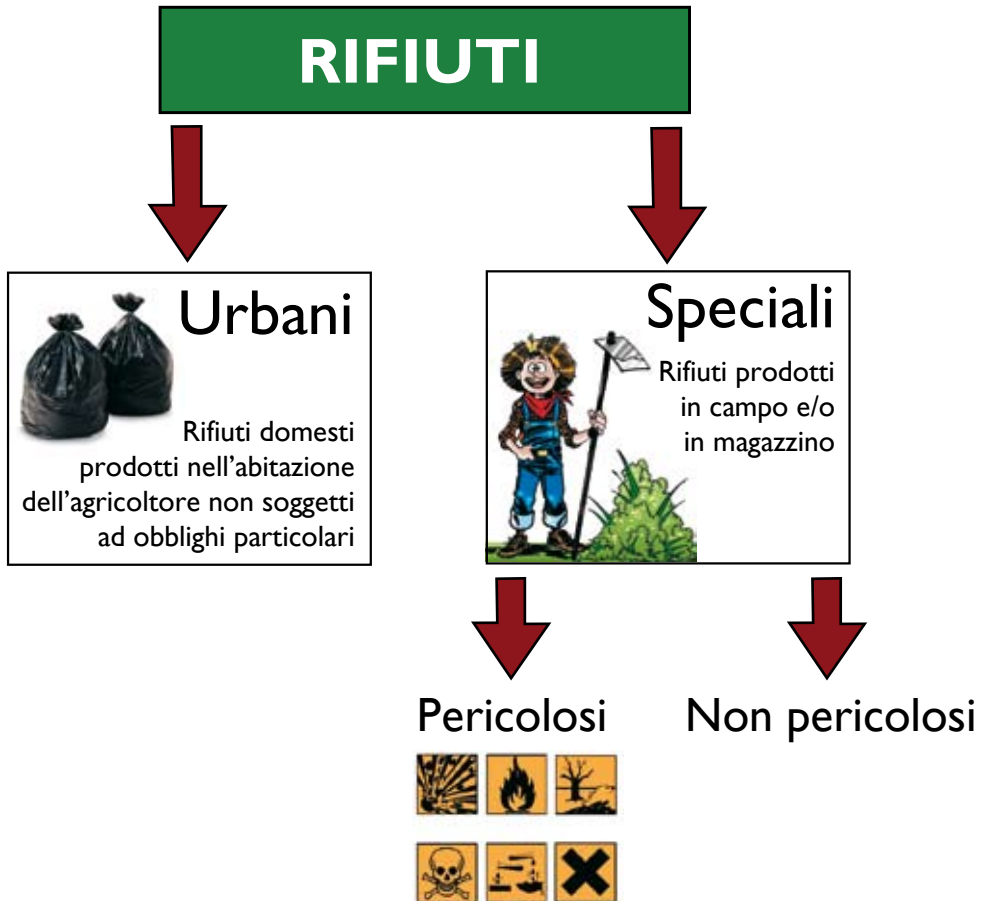 RIFIUTI
Urbani
Rifiuti domesti
prodotti nell'abitazione
dell'agricoltore non soggetti
ad obblighi particolari
Speciali
Rifiuti prodotti
in campo e/o
in magazzino
Pericolosi
Non pericolosi